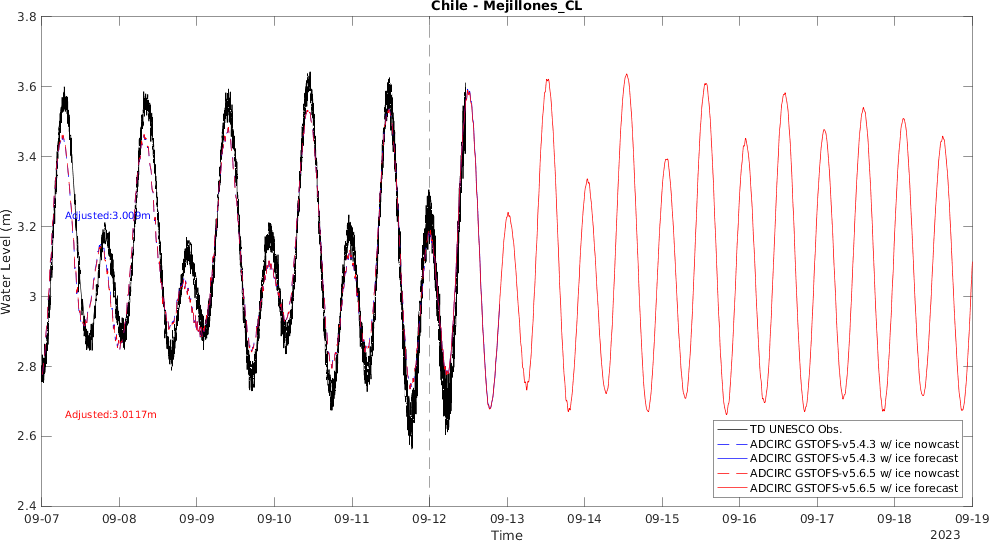 Chile - Mejillones_CL
3.8
3.6
3.4
3.2
3
2.8
2.6
2.4
Water Level (m)
Adjusted:3.009m
Adjusted:3.0117m
TD UNESCO Obs.
ADCIRC GSTOFS-v5.4.3 w/ ice nowcast
ADCIRC GSTOFS-v5.4.3 w/ ice forecast
ADCIRC GSTOFS-v5.6.5 w/ ice nowcast
ADCIRC GSTOFS-v5.6.5 w/ ice forecast
09-07 09-08 09-09 09-10 09-11 09-12 09-13 09-14 09-15 09-16 09-17 09-18 09-19
Time
2023